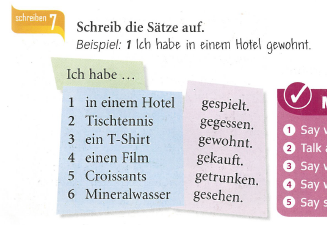 schreiben 7
Schreib die Sätze auf.
Beispiel: 1 Ich habe in einem Hotel gewohnt.
Ich habe ...
1 in einem Hotel
2 Tischtennis
3 ein T-Shirt
4 einen Film
5 Croissants
6 Mineralwasser
gespielt.
gegessen.
gewohnt.
gekauft.
getrunken.
gesehen.
1 Say
2 Talk
3 Say
4 Say
5 Say